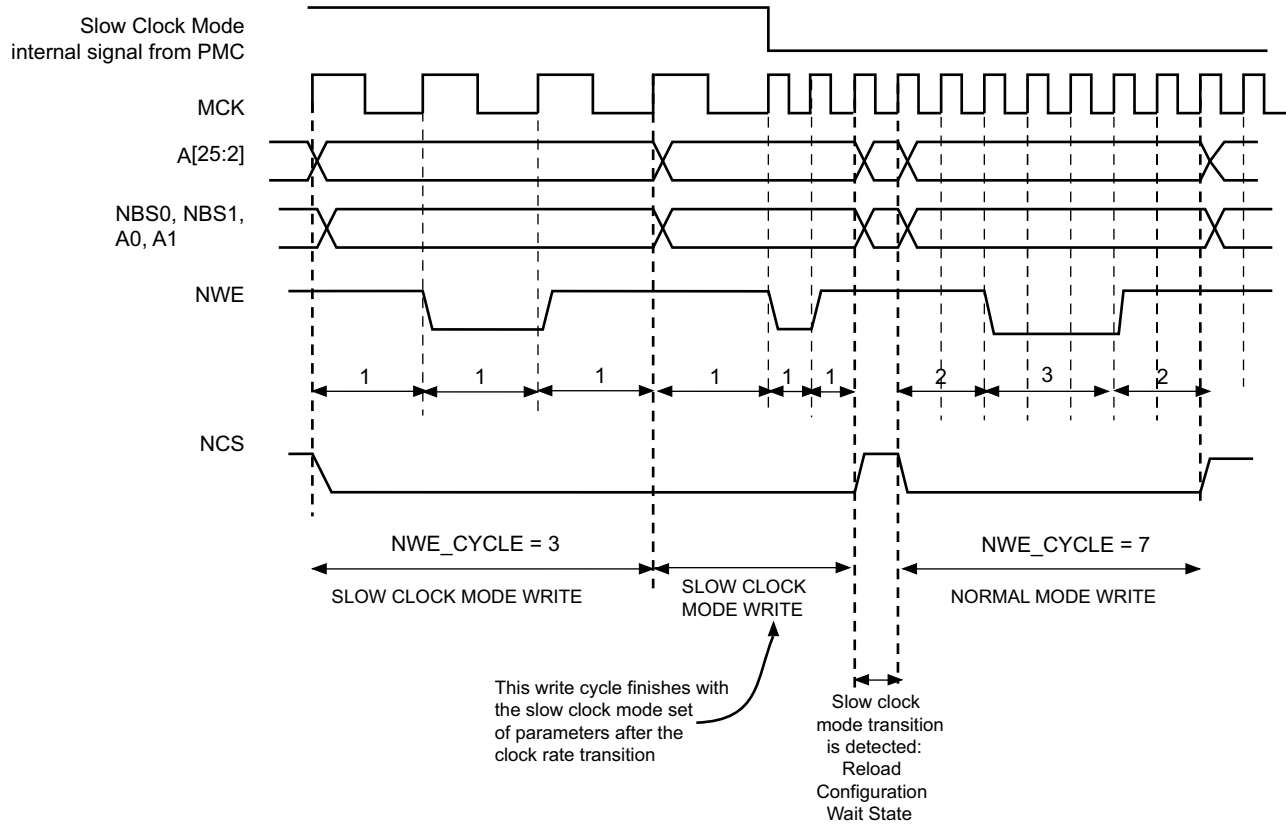 Slow Clock Mode
internal signal from PMC
MCK
A[25:2]
NBS0, NBS1,
A0, A1
NWE
1 1 1 1 1 1 2 3 2
NCS
NWE_CYCLE = 3
NWE_CYCLE = 7
SLOW CLOCK MODE WRITE
SLOW CLOCK
MODE WRITE
NORMAL MODE WRITE
This write cycle finishes with
the slow clock mode set
of parameters after the
clock rate transition
Slow clock
mode transition
is detected:
Reload
Configuration
Wait State